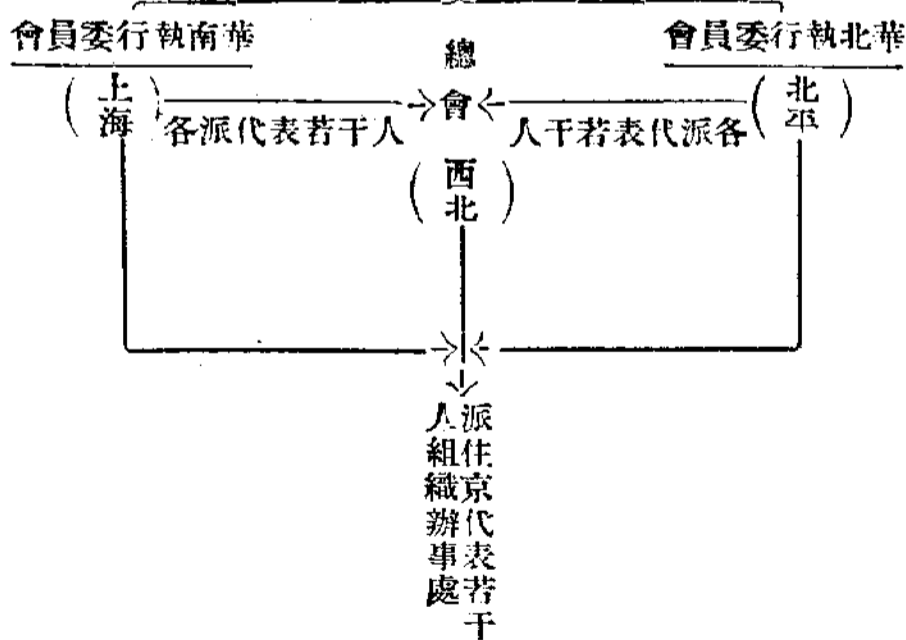 華北執行委員會
（北平）
各派代表若干人
總會
（西北）
華南執行委員會
（上海）
各派代表若干人
派住京代表若干
人組織辦事處